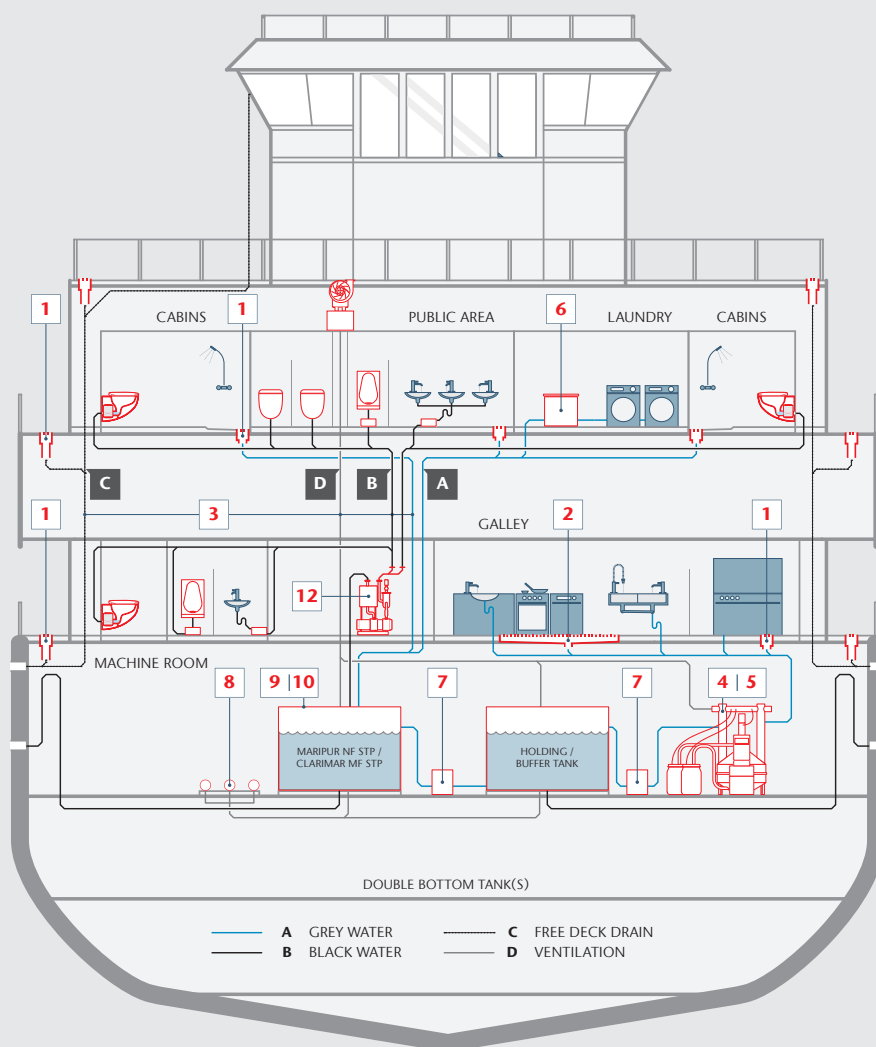 1
CABINS
1
PUBLIC AREA
6
LAUNDRY
CABINS
C
D
B
A
1
3
GALLEY
2
1
12
MACHINE ROOM
8
9 | 10
7
7
4 | 5
MARIPUR NF STP /
CLARIMAR MF STP
HOLDING /
BUFFER TANK
DOUBLE BOTTOM TANK(S)
A GREY WATER
C FREE DECK DRAIN
B BLACK WATER
D VENTILATION